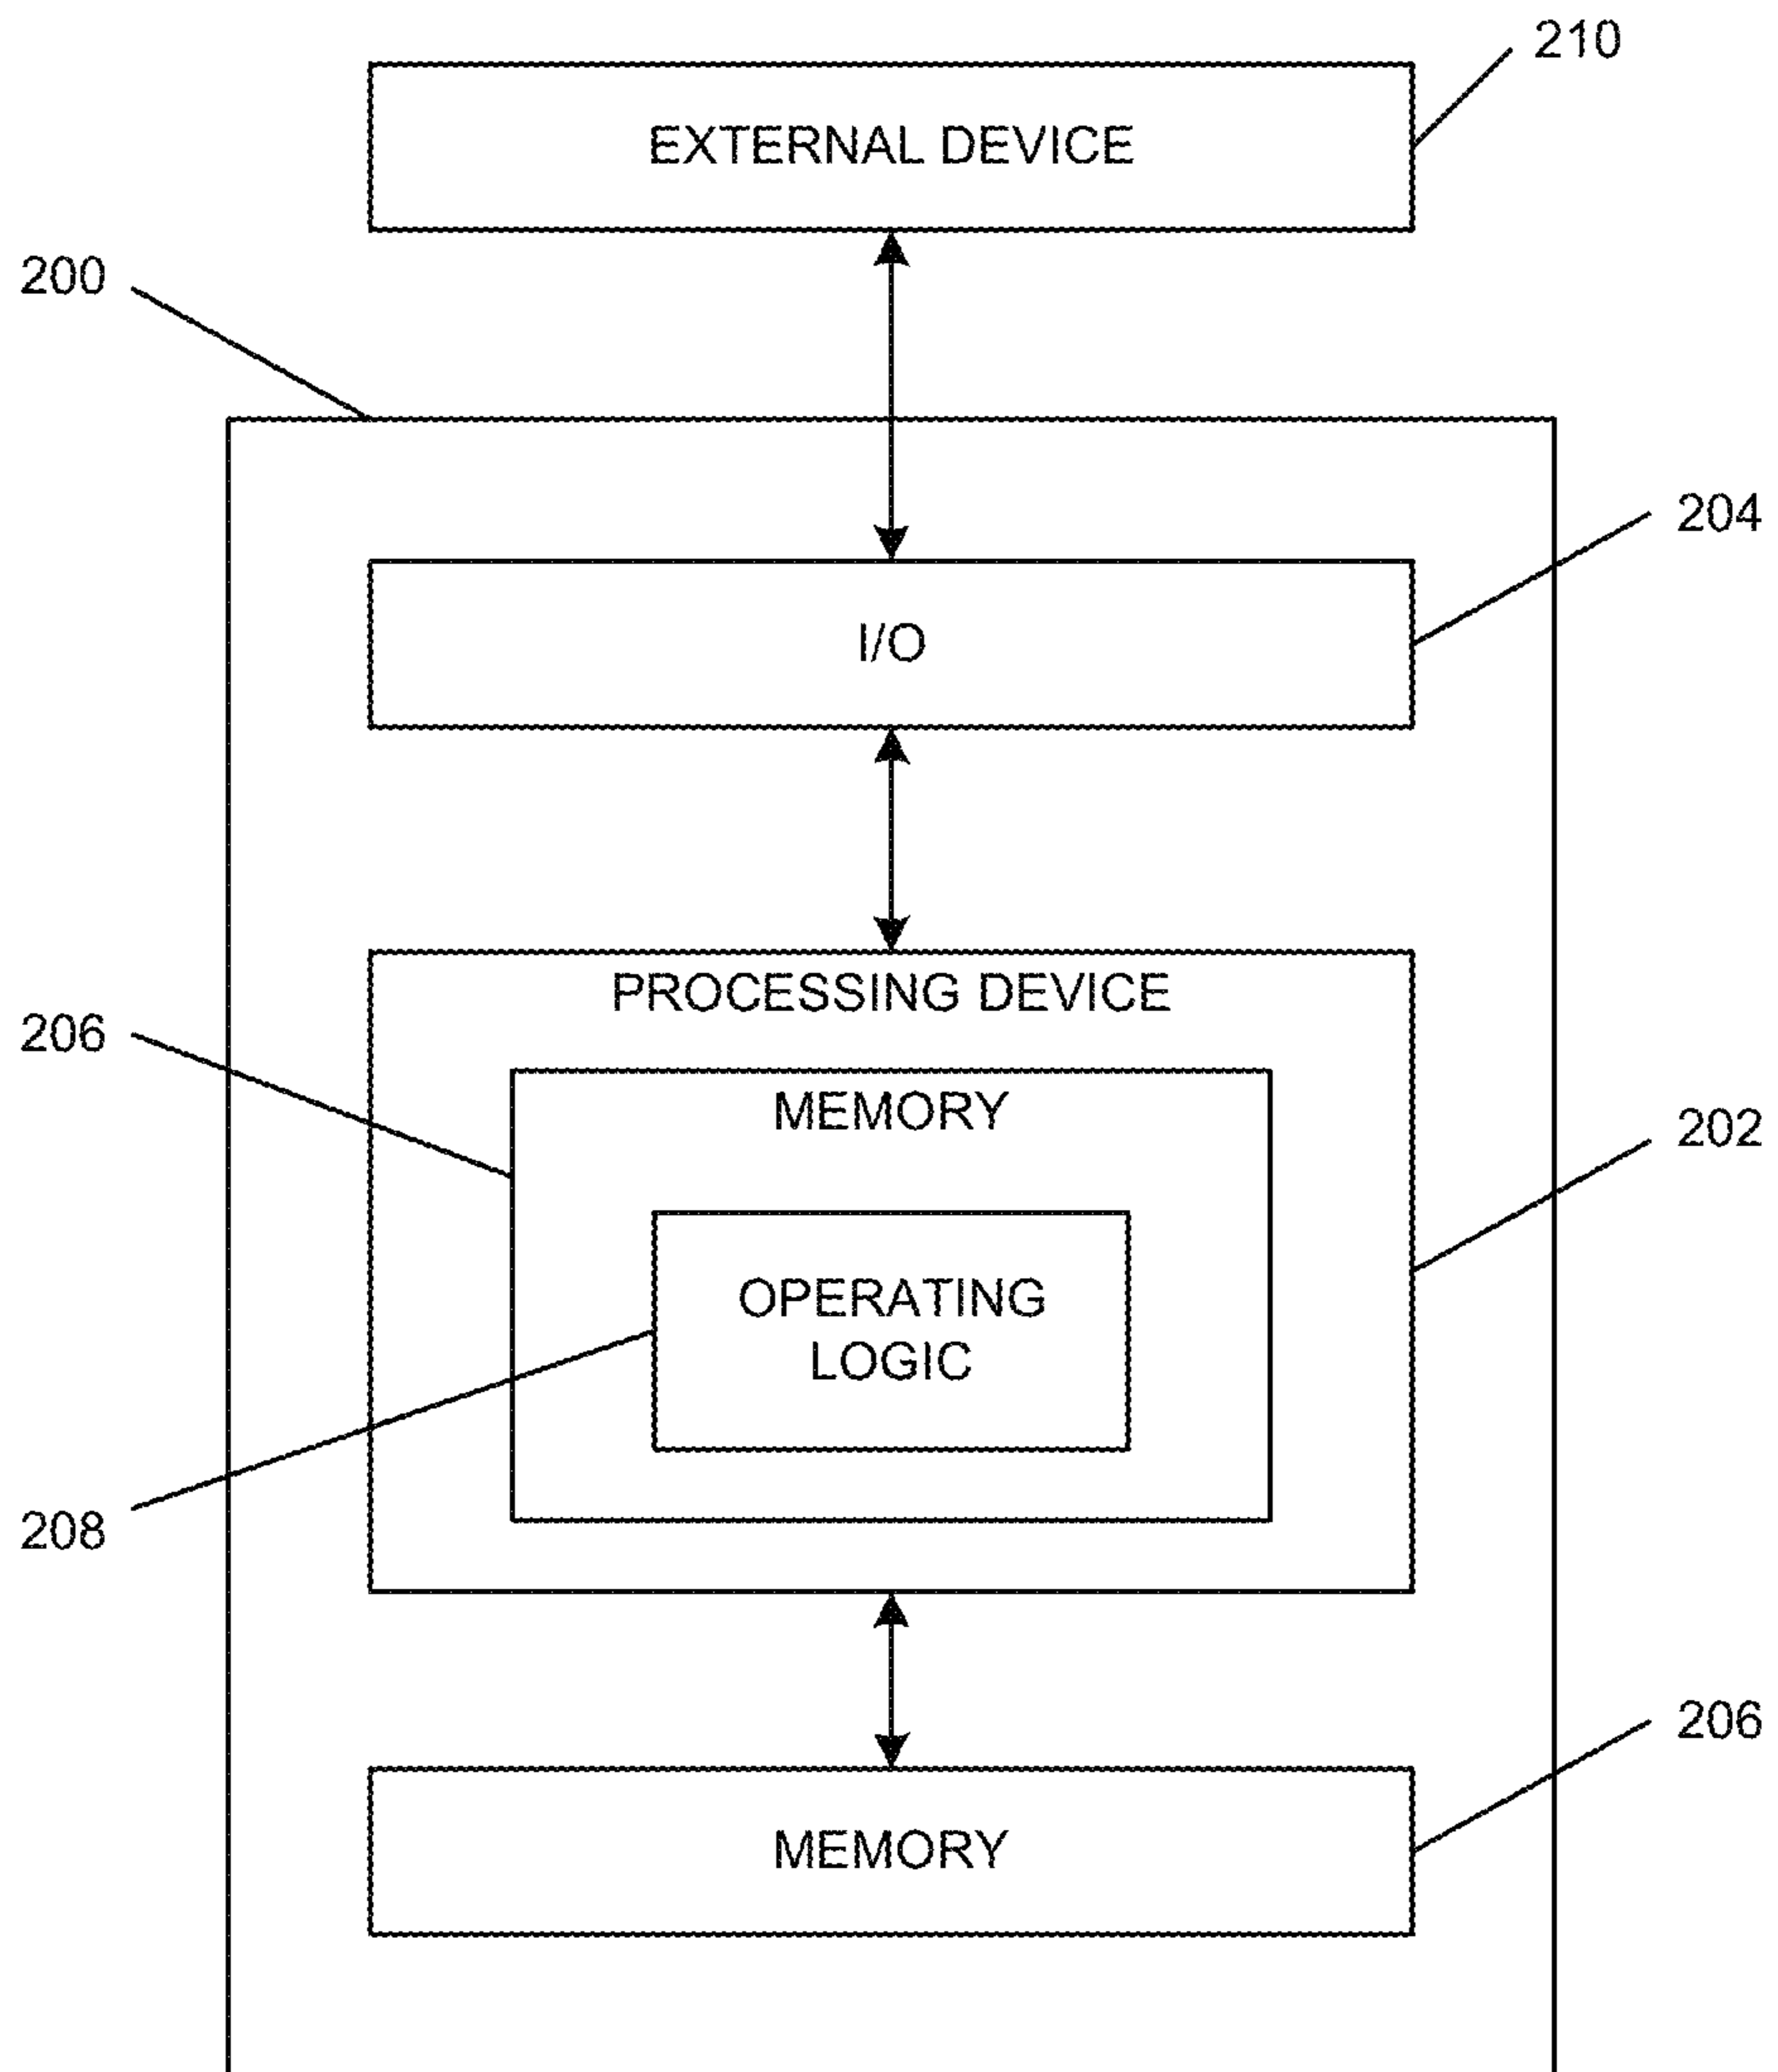 210
EXTERNAL DEVICE
200
204
I/O
PROCESSING DEVICE
206
MEMORY
202
OPERATING
LOGIC
208
206
MEMORY